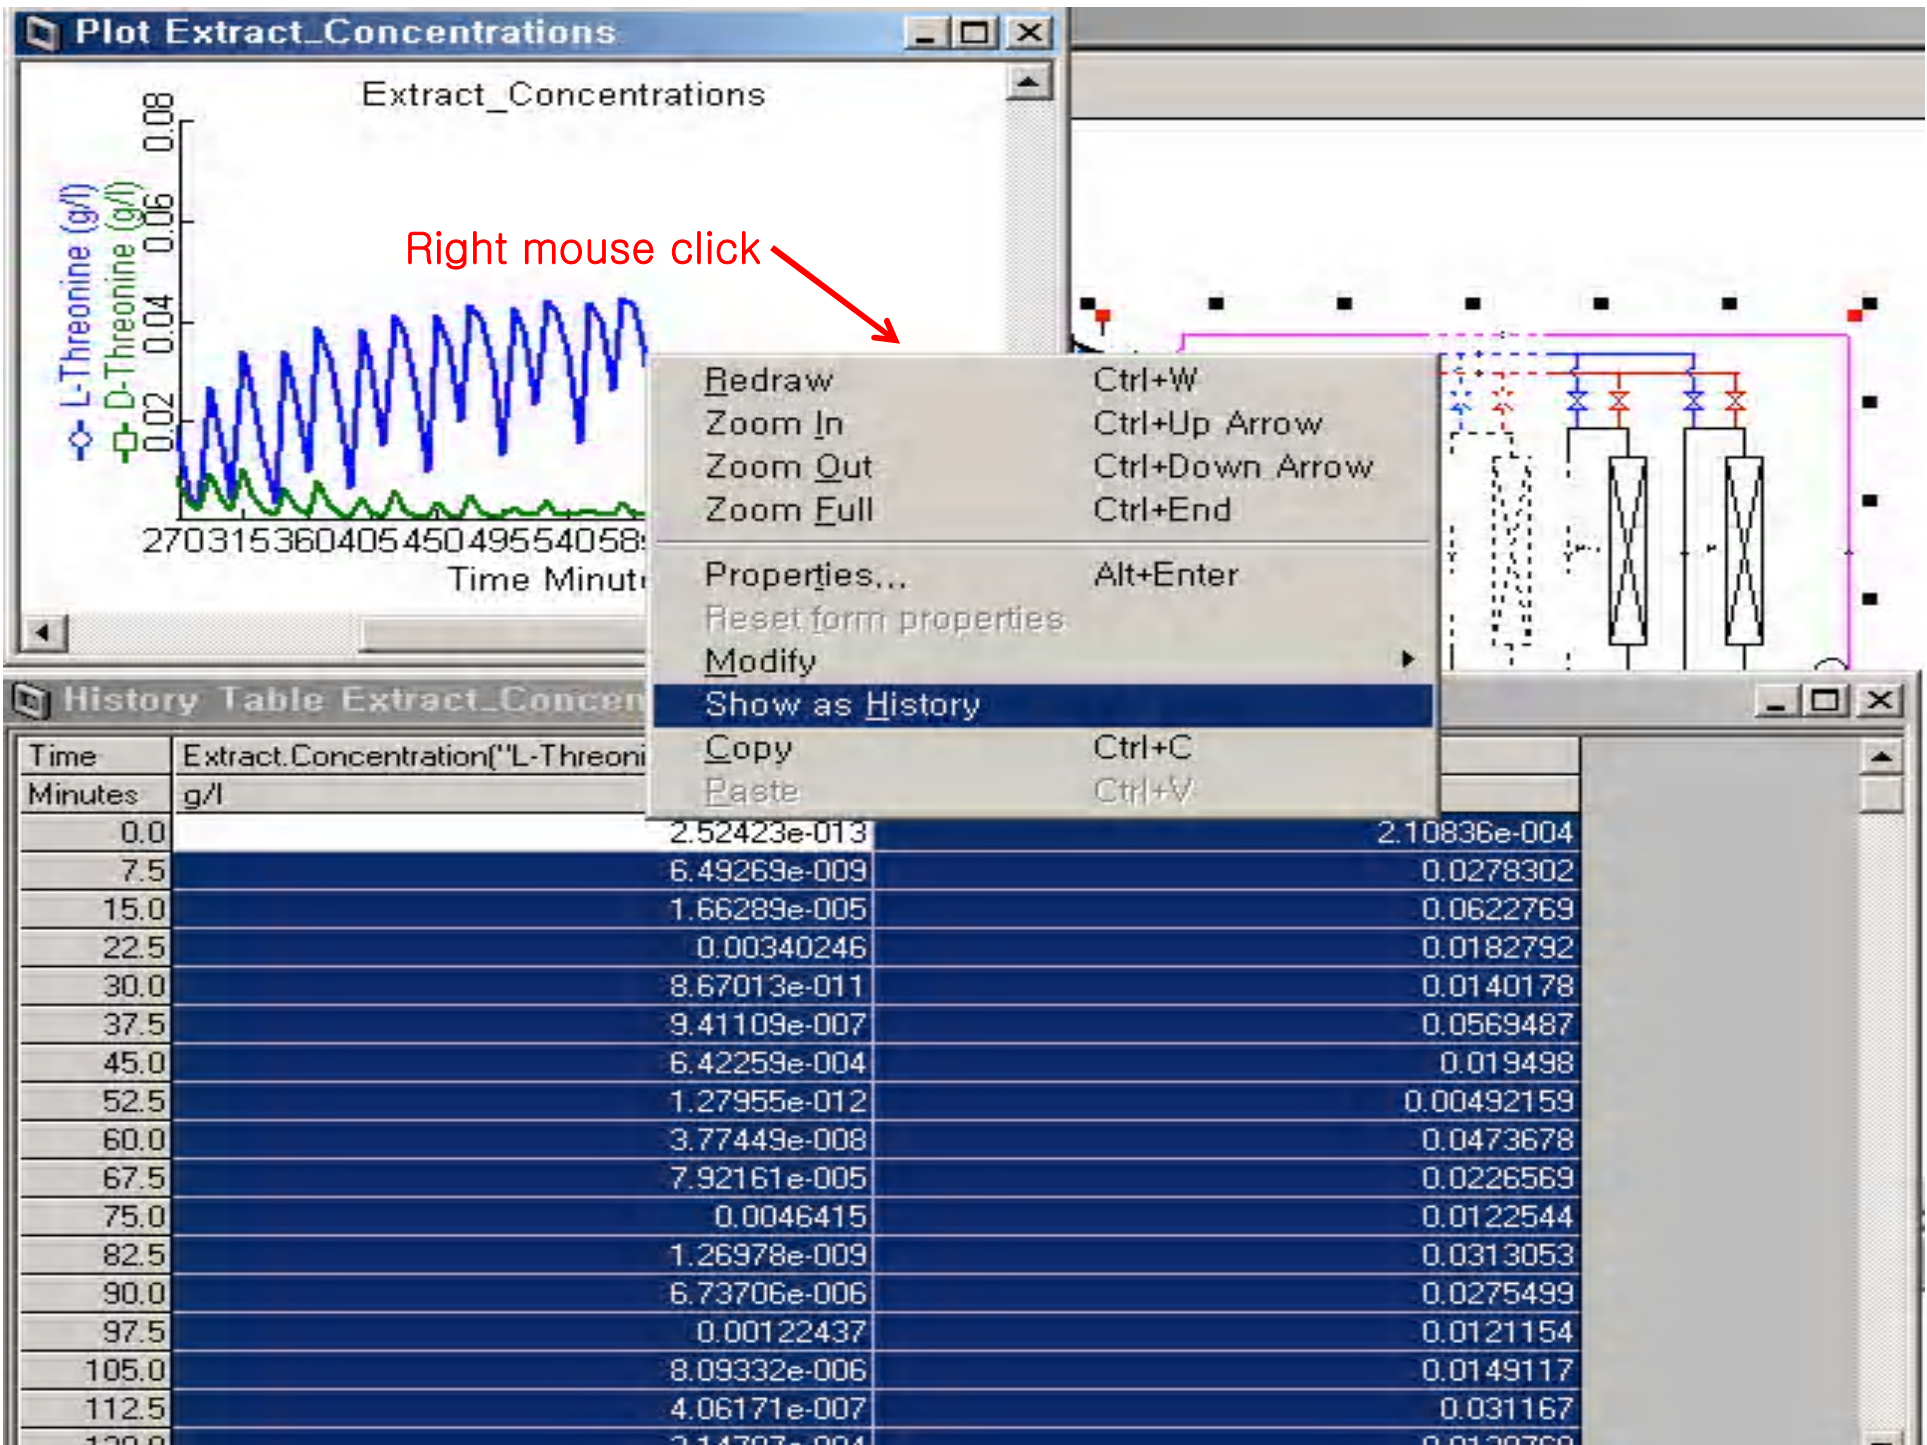 Plot Extract_Concentrations
Extract_Concentrations
L-Threonine (g/l)
D-Threonine (g/l)
0.08
0.06
0.04
0.02
Right mouse click
270 315 360 405 450 495 540 58
Time Minut
Redraw Ctrl+W
Zoom In Ctrl+Up Arrow
Zoom Out Ctrl+Down Arrow
Zoom Full Ctrl+End
Properties... Alt+Enter
Reset form properties
Modify
Show as History
Copy Ctrl+C
Paste Ctrl+V
History Table Extract_Concen
Time Extract.Concentration("L-Threoni
Minutes g/l
0.0 2.52423e-013 2.10836e-004
7.5 6.49269e-009 0.0278302
15.0 1.66289e-005 0.0622769
22.5 0.00340246 0.0182792
30.0 8.67013e-011 0.0140178
37.5 9.41109e-007 0.0569487
45.0 6.42259e-004 0.019498
52.5 1.27955e-012 0.00492159
60.0 3.77449e-008 0.0473678
67.5 7.92161e-005 0.0226569
75.0 0.0046415 0.0122544
82.5 1.26978e-009 0.0313053
90.0 6.73706e-006 0.0275499
97.5 0.00122437 0.0121154
105.0 8.09332e-006 0.0149117
112.5 4.06171e-007 0.031167